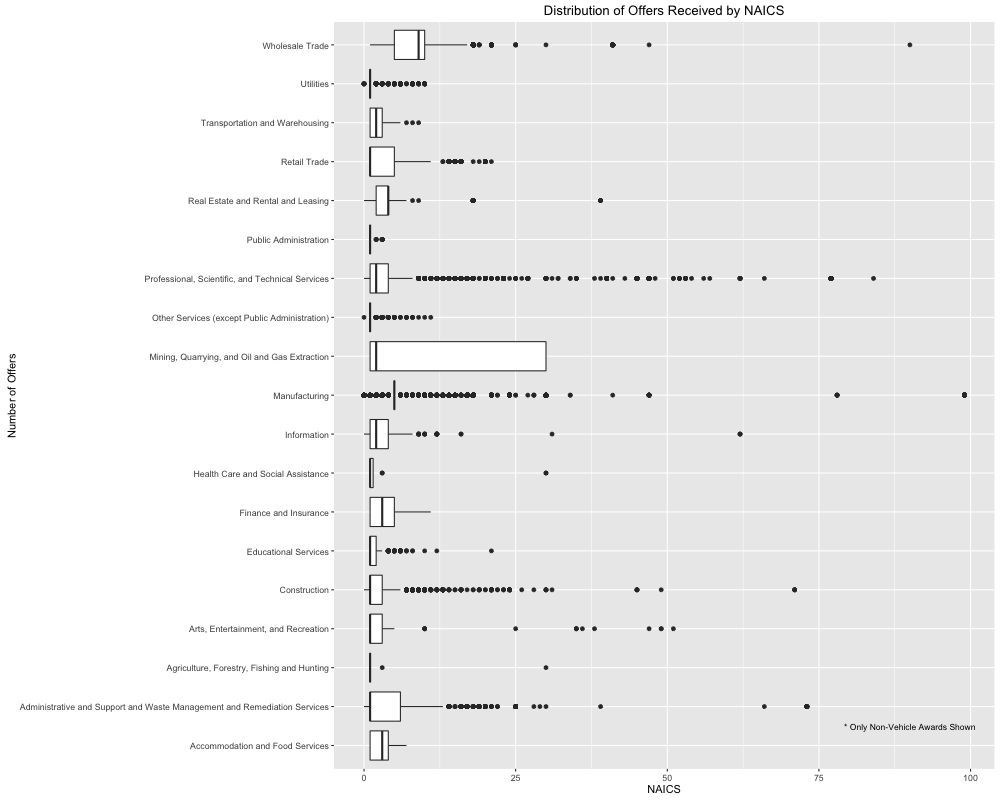 Distribution of Offers Received by NAICS
Wholesale Trade
Utilities
Transportation and Warehousing
Retail Trade
Real Estate and Rental and Leasing
Public Administration
Professional, Scientific, and Technical Services
Other Services (except Public Administration)
Mining, Quarrying, and Oil and Gas Extraction
Manufacturing
Information
Health Care and Social Assistance
Finance and Insurance
Educational Services
Construction
Arts, Entertainment, and Recreation
Agriculture, Forestry, Fishing and Hunting
Administrative and Support and Waste Management and Remediation Services
Accommodation and Food Services
Number of Offers
* Only Non-Vehicle Awards Shown
0 25 50 75 100
NAICS